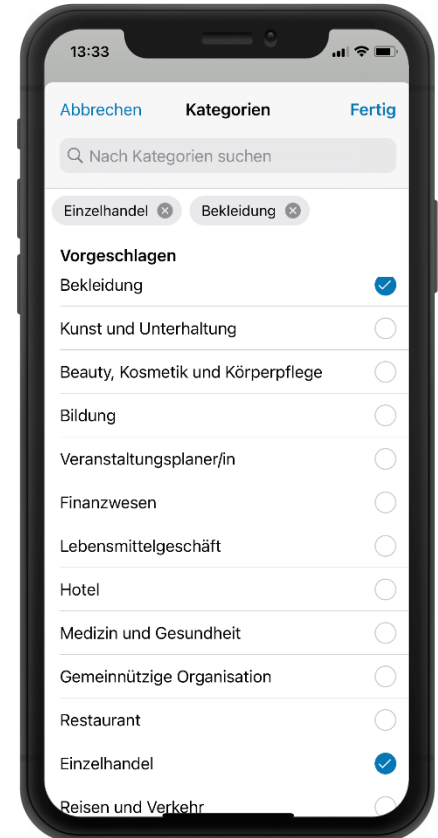 13:33
Abbrechen Kategorien Fertig
Nach Kategorien suchen
Einzelhandel Bekleidung
Vorgeschlagen
Bekleidung
Kunst und Unterhaltung
Beauty, Kosmetik und Körperpflege
Bildung
Veranstaltungsplaner/in
Finanzwesen
Lebensmittelgeschäft
Hotel
Medizin und Gesundheit
Gemeinnützige Organisation
Restaurant
Einzelhandel
Reisen und Verkehr